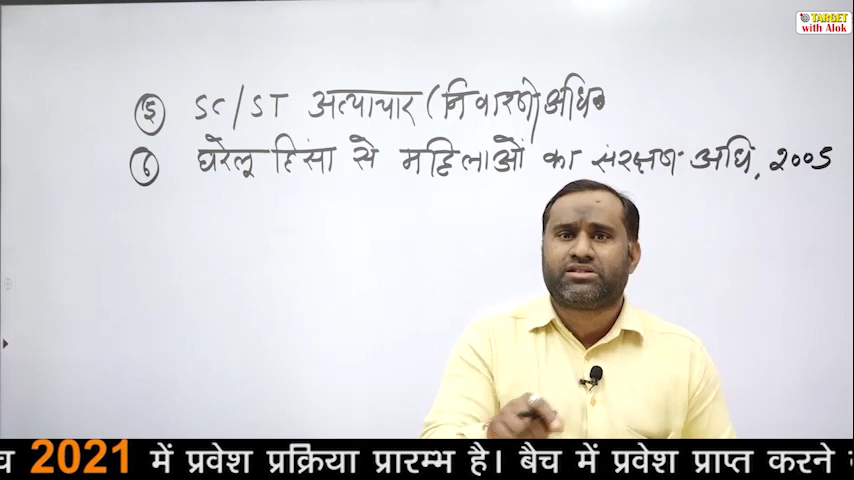 TARGET
with Alok
⑤ SC/ST अत्याचार (निवारण) अधि॰
⑥ घरेलू हिंसा से महिलाओं का संरक्षण अधि. 2005
2021 में प्रवेश प्रक्रिया प्रारम्भ है। बैच में प्रवेश प्राप्त करने